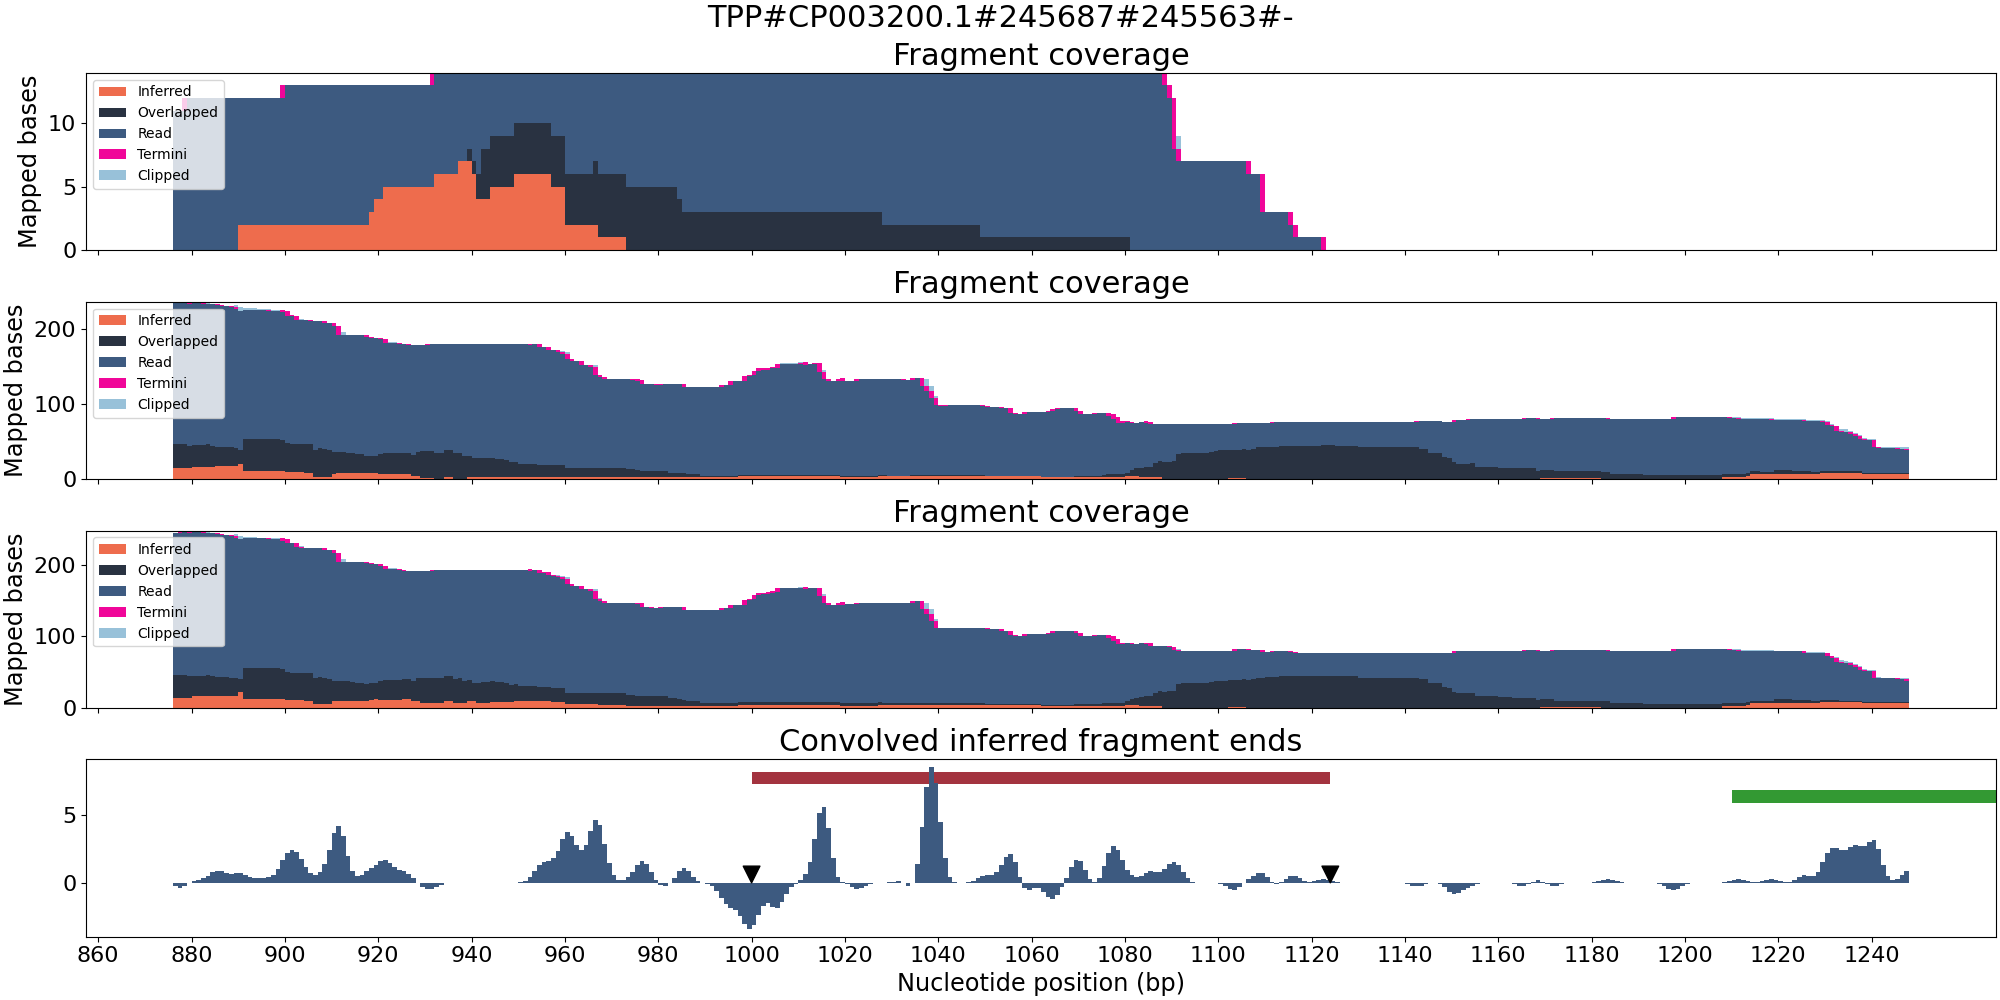 TPP#CP003200.1#245687#245563#-
Fragment coverage
Mapped bases
10
5
0
Inferred
Overlapped
Read
Termini
Clipped
Fragment coverage
Mapped bases
200
100
0
Inferred
Overlapped
Read
Termini
Clipped
Fragment coverage
Mapped bases
200
100
0
Inferred
Overlapped
Read
Termini
Clipped
Convolved inferred fragment ends
5
0
860 880 900 920 940 960 980 1000 1020 1040 1060 1080 1100 1120 1140 1160 1180 1200 1220 1240
Nucleotide position (bp)